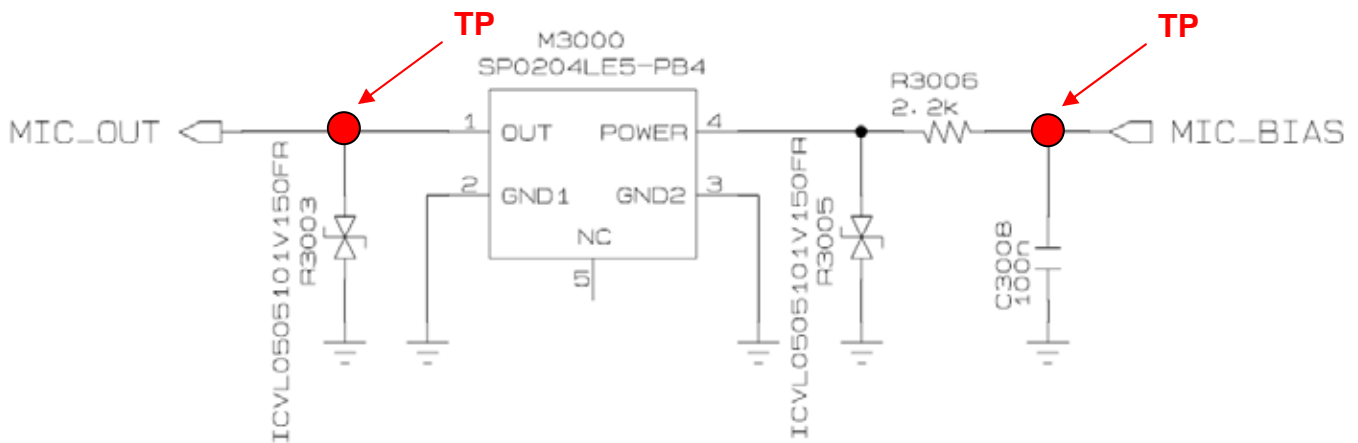 TP
TP
M3000
SP0204LE5-PB4
R3006
2.2K
MIC_OUT
1
OUT
POWER
4
MIC_BIAS
2
GND1
GND2
3
NC
5
ICVL0505101V150FR
R3003
ICVL0505101V150FR
R3005
C3008
100n